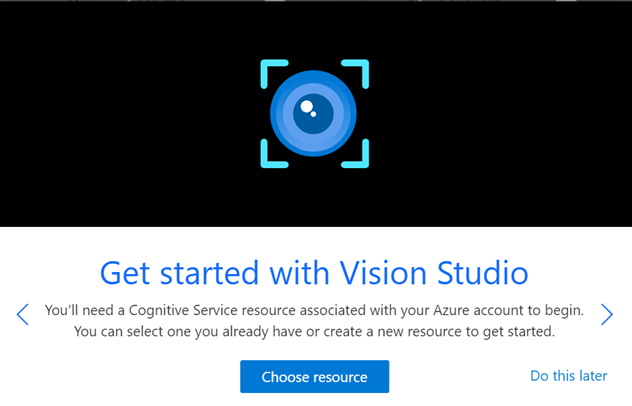 Get started with Vision Studio
You'll need a Cognitive Service resource associated with your Azure account to begin.
You can select one you already have or create a new resource to get started.
Choose resource
Do this later